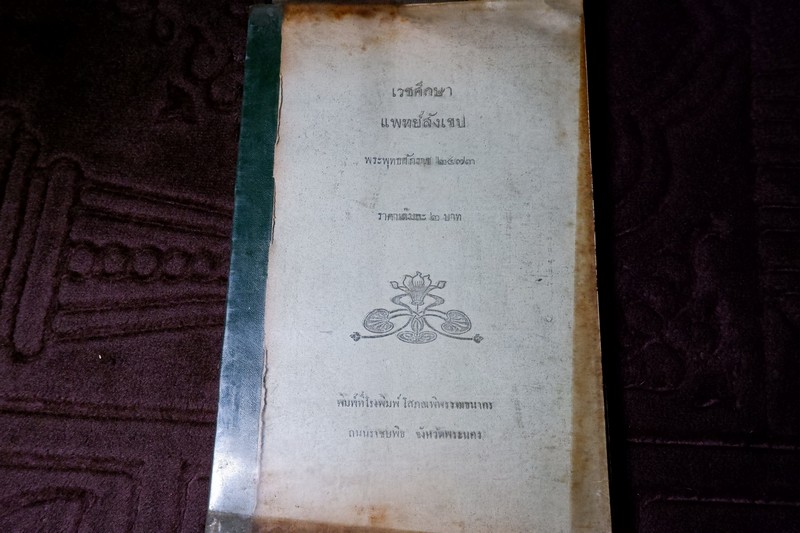 เวชศึกษา
แพทย์สังเขป
พระพุทธศักราช ๒๔๗๓
ราคาเล่มละ ๒ บาท
พิมพ์ที่โรงพิมพ์ โสภณพิพรรฒธนากร
ถนนราชบพิธ จังหวัดพระนคร